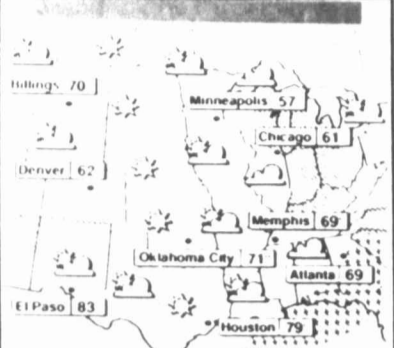 Billings 70
Minneapolis 57
Chicago 61
Denver 62
Memphis 69
Oklahoma City 71
Atlanta 69
El Paso 83
Houston 79